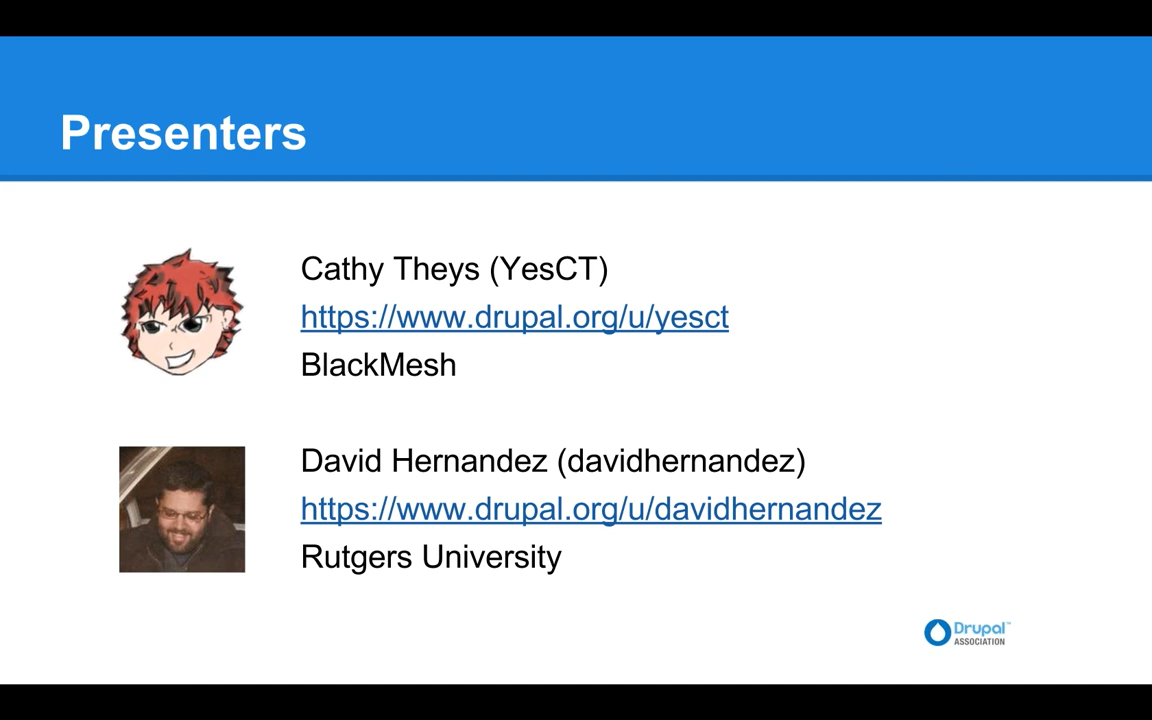 Presenters
Cathy Theys (YesCT)
https://www.drupal.org/u/yesct
BlackMesh
David Hernandez (davidhernandez)
https://www.drupal.org/u/davidhernandez
Rutgers University
Drupal™
ASSOCIATION